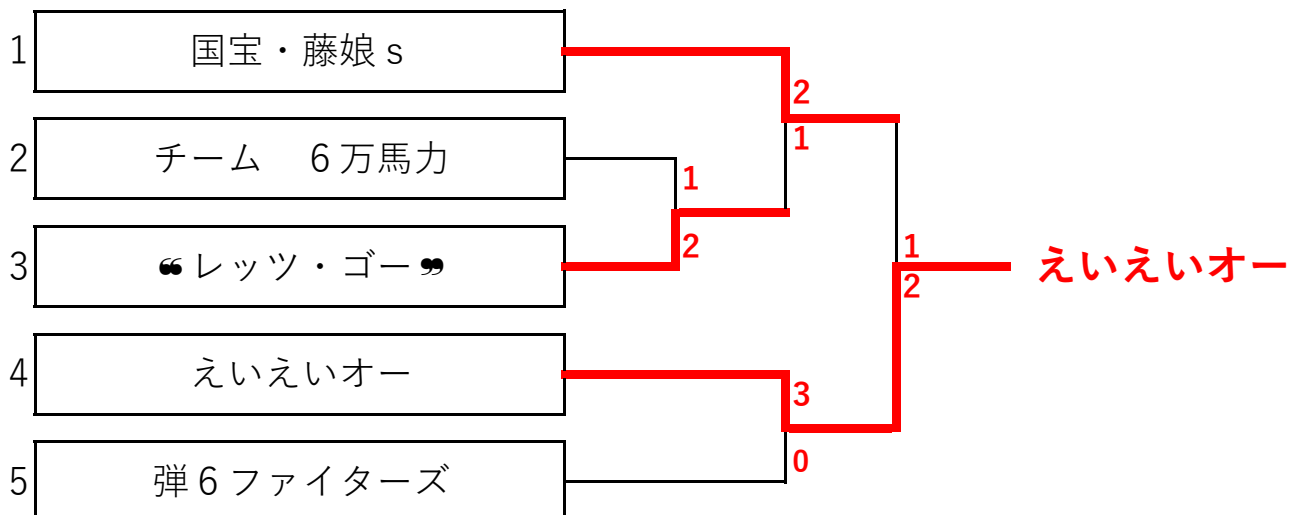 1 国宝・藤娘s
2
1
2 チーム　６万馬力
1
2
3 ❝レッツ・ゴー❞
1
2
えいえいオー
4 えいえいオー
3
0
5 弾６ファイターズ